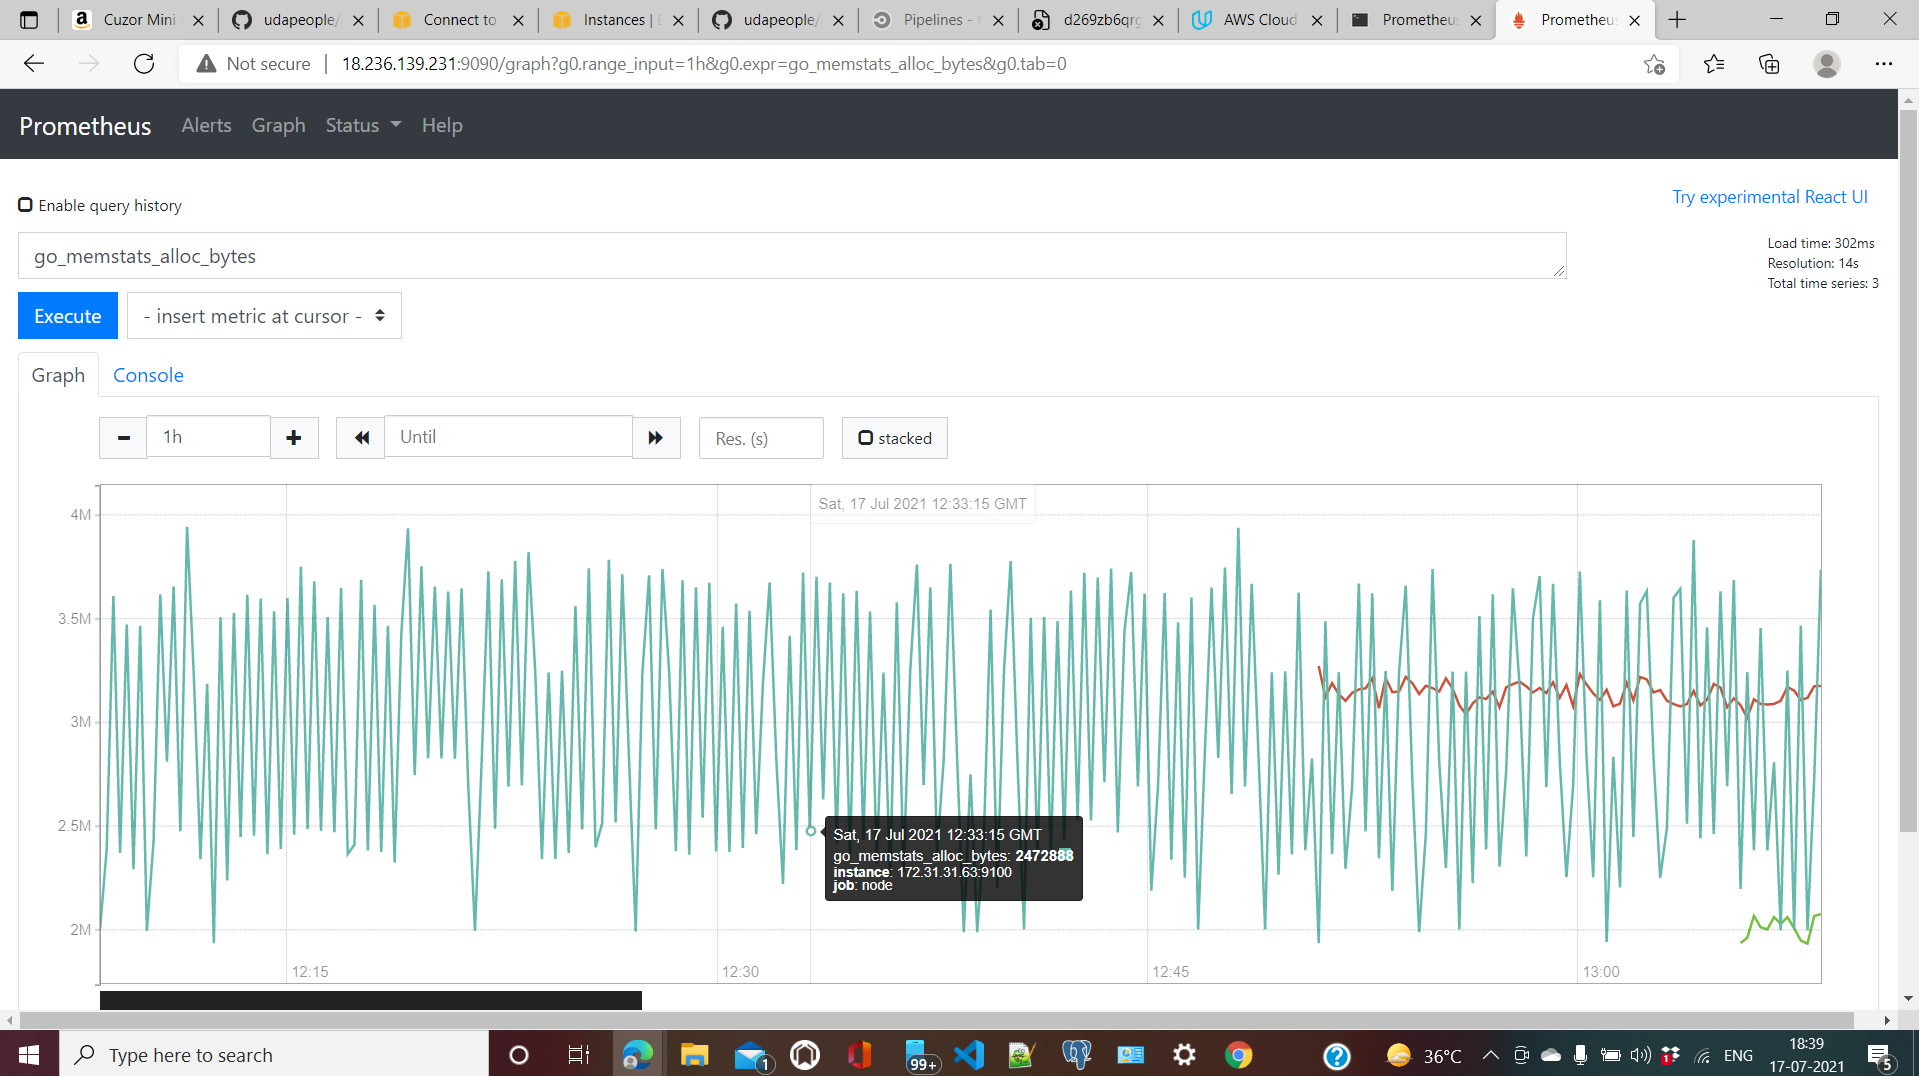 Cuzor Mini
udapeople/
Connect to
Instances | E
udapeople/
Pipelines - t
d269zb6qrg
AWS Cloud
Prometheus
Prometheus
Not secure
18.236.139.231:9090/graph?g0.range_input=1h&g0.expr=go_memstats_alloc_bytes&g0.tab=0
Prometheus Alerts Graph Status Help
Enable query history
Try experimental React UI
go_memstats_alloc_bytes
Load time: 302ms
Resolution: 14s
Total time series: 3
Execute
- insert metric at cursor -
Graph
Console
1h
Until
Res. (s)
stacked
Sat, 17 Jul 2021 12:33:15 GMT
4M
3.5M
3M
2.5M
2M
Sat, 17 Jul 2021 12:33:15 GMT
go_memstats_alloc_bytes: 2472888
instance: 172.31.31.63:9100
job: node
12:15
12:30
12:45
13:00
Type here to search
1
99+
36°C
1
ENG
18:39
17-07-2021
5